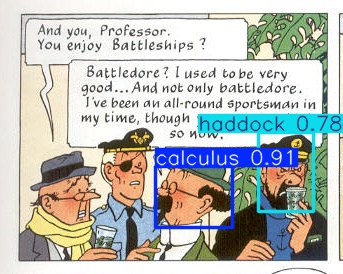 And you, Professor.
You enjoy Battleships?
Battledore? I used to be very
good...And not only battledore.
I've been an all-round sportsman in
my time, though
so now.
haddock 0.78
calculus 0.91